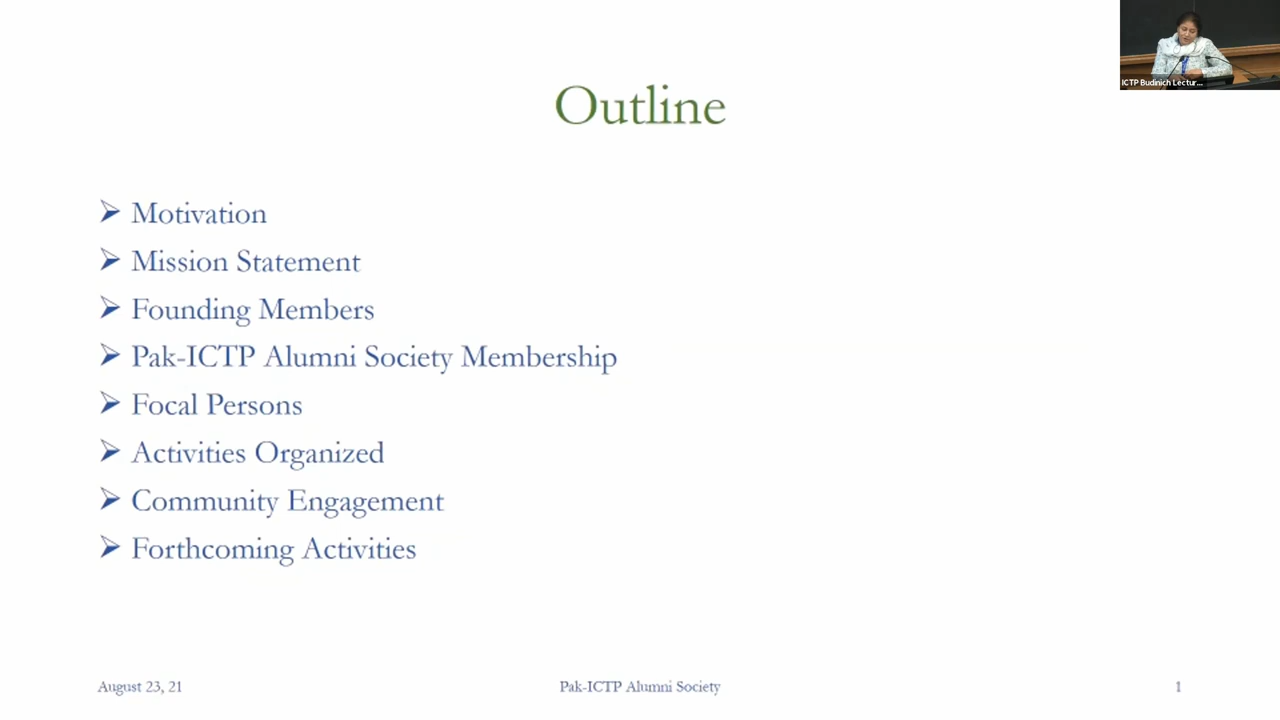 ICTP Budinich Lectur...
Outline
Motivation
Mission Statement
Founding Members
Pak-ICTP Alumni Society Membership
Focal Persons
Activities Organized
Community Engagement
Forthcoming Activities
August 23, 21
Pak-ICTP Alumni Society
1